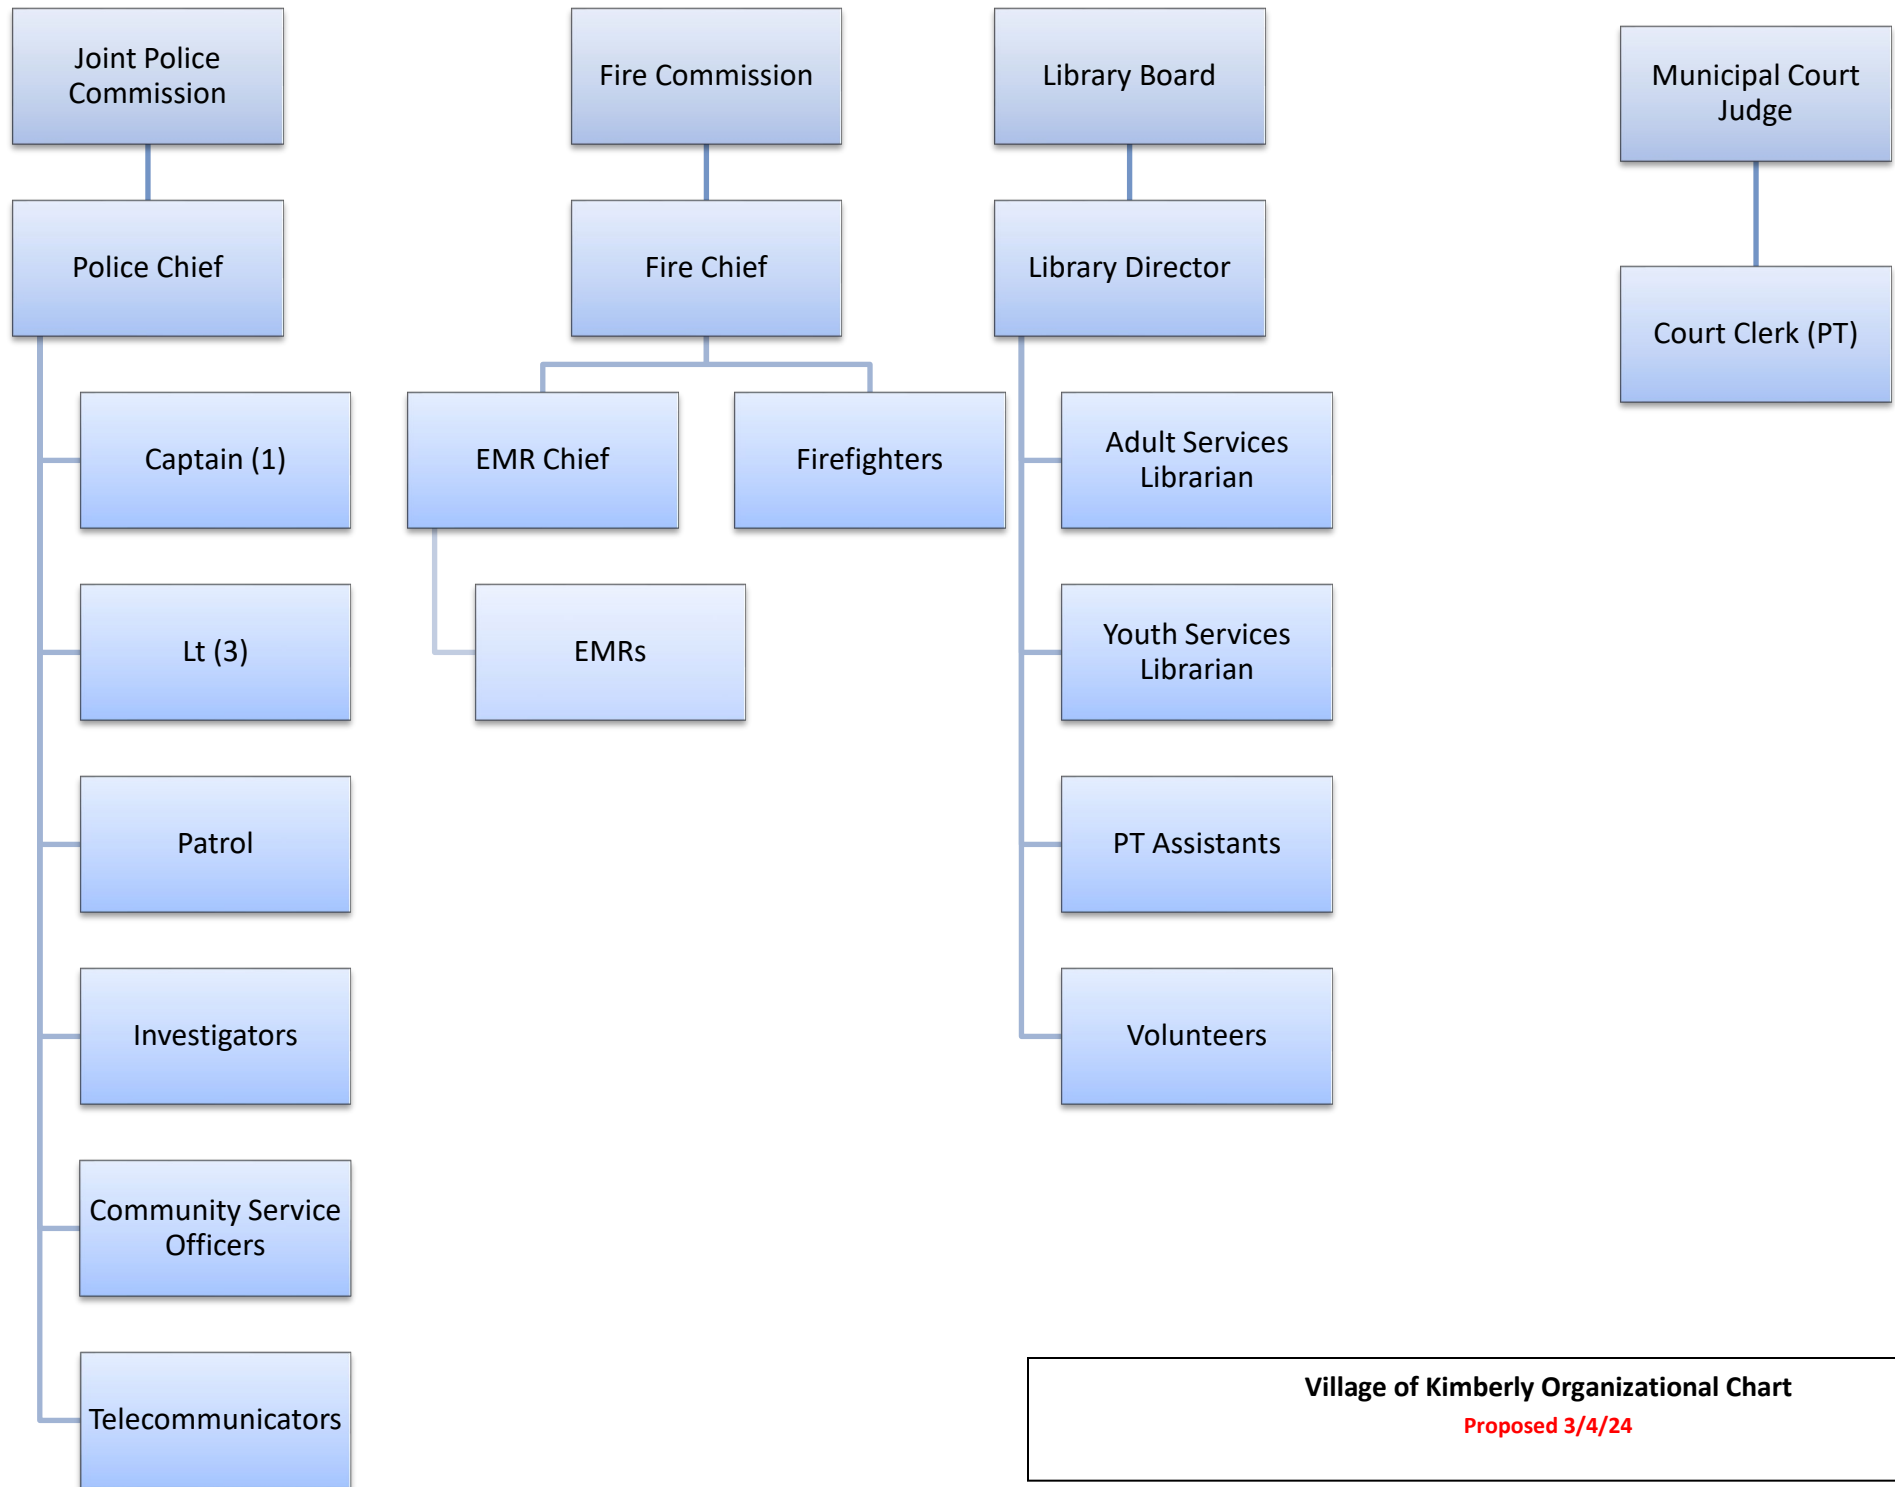 Joint Police
Commission
Police Chief
Captain (1)
Lt (3)
Patrol
Investigators
Community Service
Officers
Telecommunicators
Fire Commission
Fire Chief
EMR Chief
EMRs
Firefighters
Library Board
Library Director
Adult Services
Librarian
Youth Services
Librarian
PT Assistants
Volunteers
Municipal Court
Judge
Court Clerk (PT)
Village of Kimberly Organizational Chart
Proposed 3/4/24